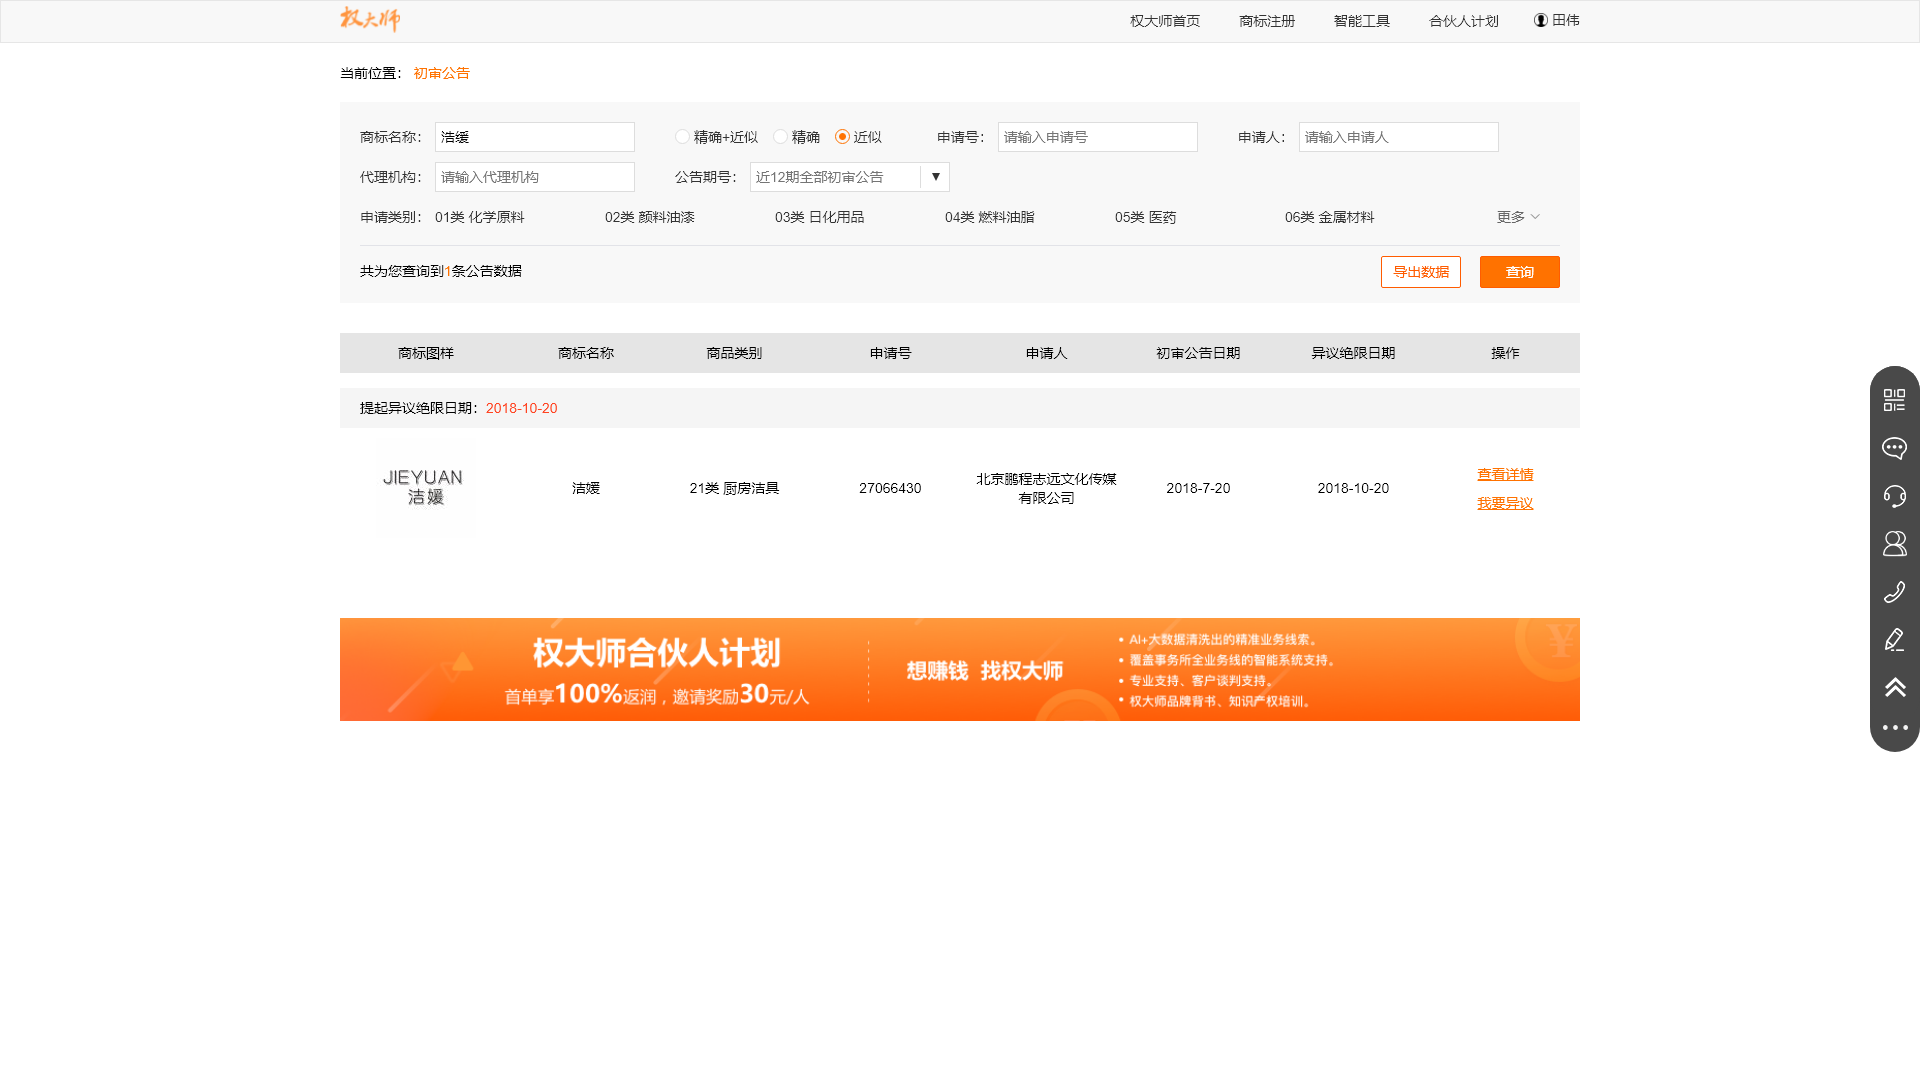 权大师
权大师首页 商标注册 智能工具 合伙人计划 田伟
当前位置： 初审公告
商标名称： 浩缓 精确+近似 精确 近似 申请号： 请输入申请号 申请人： 请输入申请人
代理机构： 请输入代理机构 公告期号： 近12期全部初审公告 ▼
申请类别： 01类 化学原料 02类 颜料油漆 03类 日化用品 04类 燃料油脂 05类 医药 06类 金属材料 更多
共为您查询到1条公告数据 导出数据 查询
商标图样 商标名称 商品类别 申请号 申请人 初审公告日期 异议绝限日期 操作
提起异议绝限日期：2018-10-20
JIEYUAN
洁媛
洁媛 21类 厨房洁具 27066430 北京鹏程志远文化传媒有限公司 2018-7-20 2018-10-20 查看详情
我要异议
权大师合伙人计划
首单享100%返润，邀请奖励30元/人
想赚钱 找权大师
• AI+大数据清洗出的精准业务线索。
• 覆盖事务所全业务线的智能系统支持。
• 专业支持、客户谈判支持。
• 权大师品牌背书、知识产权培训。
¥